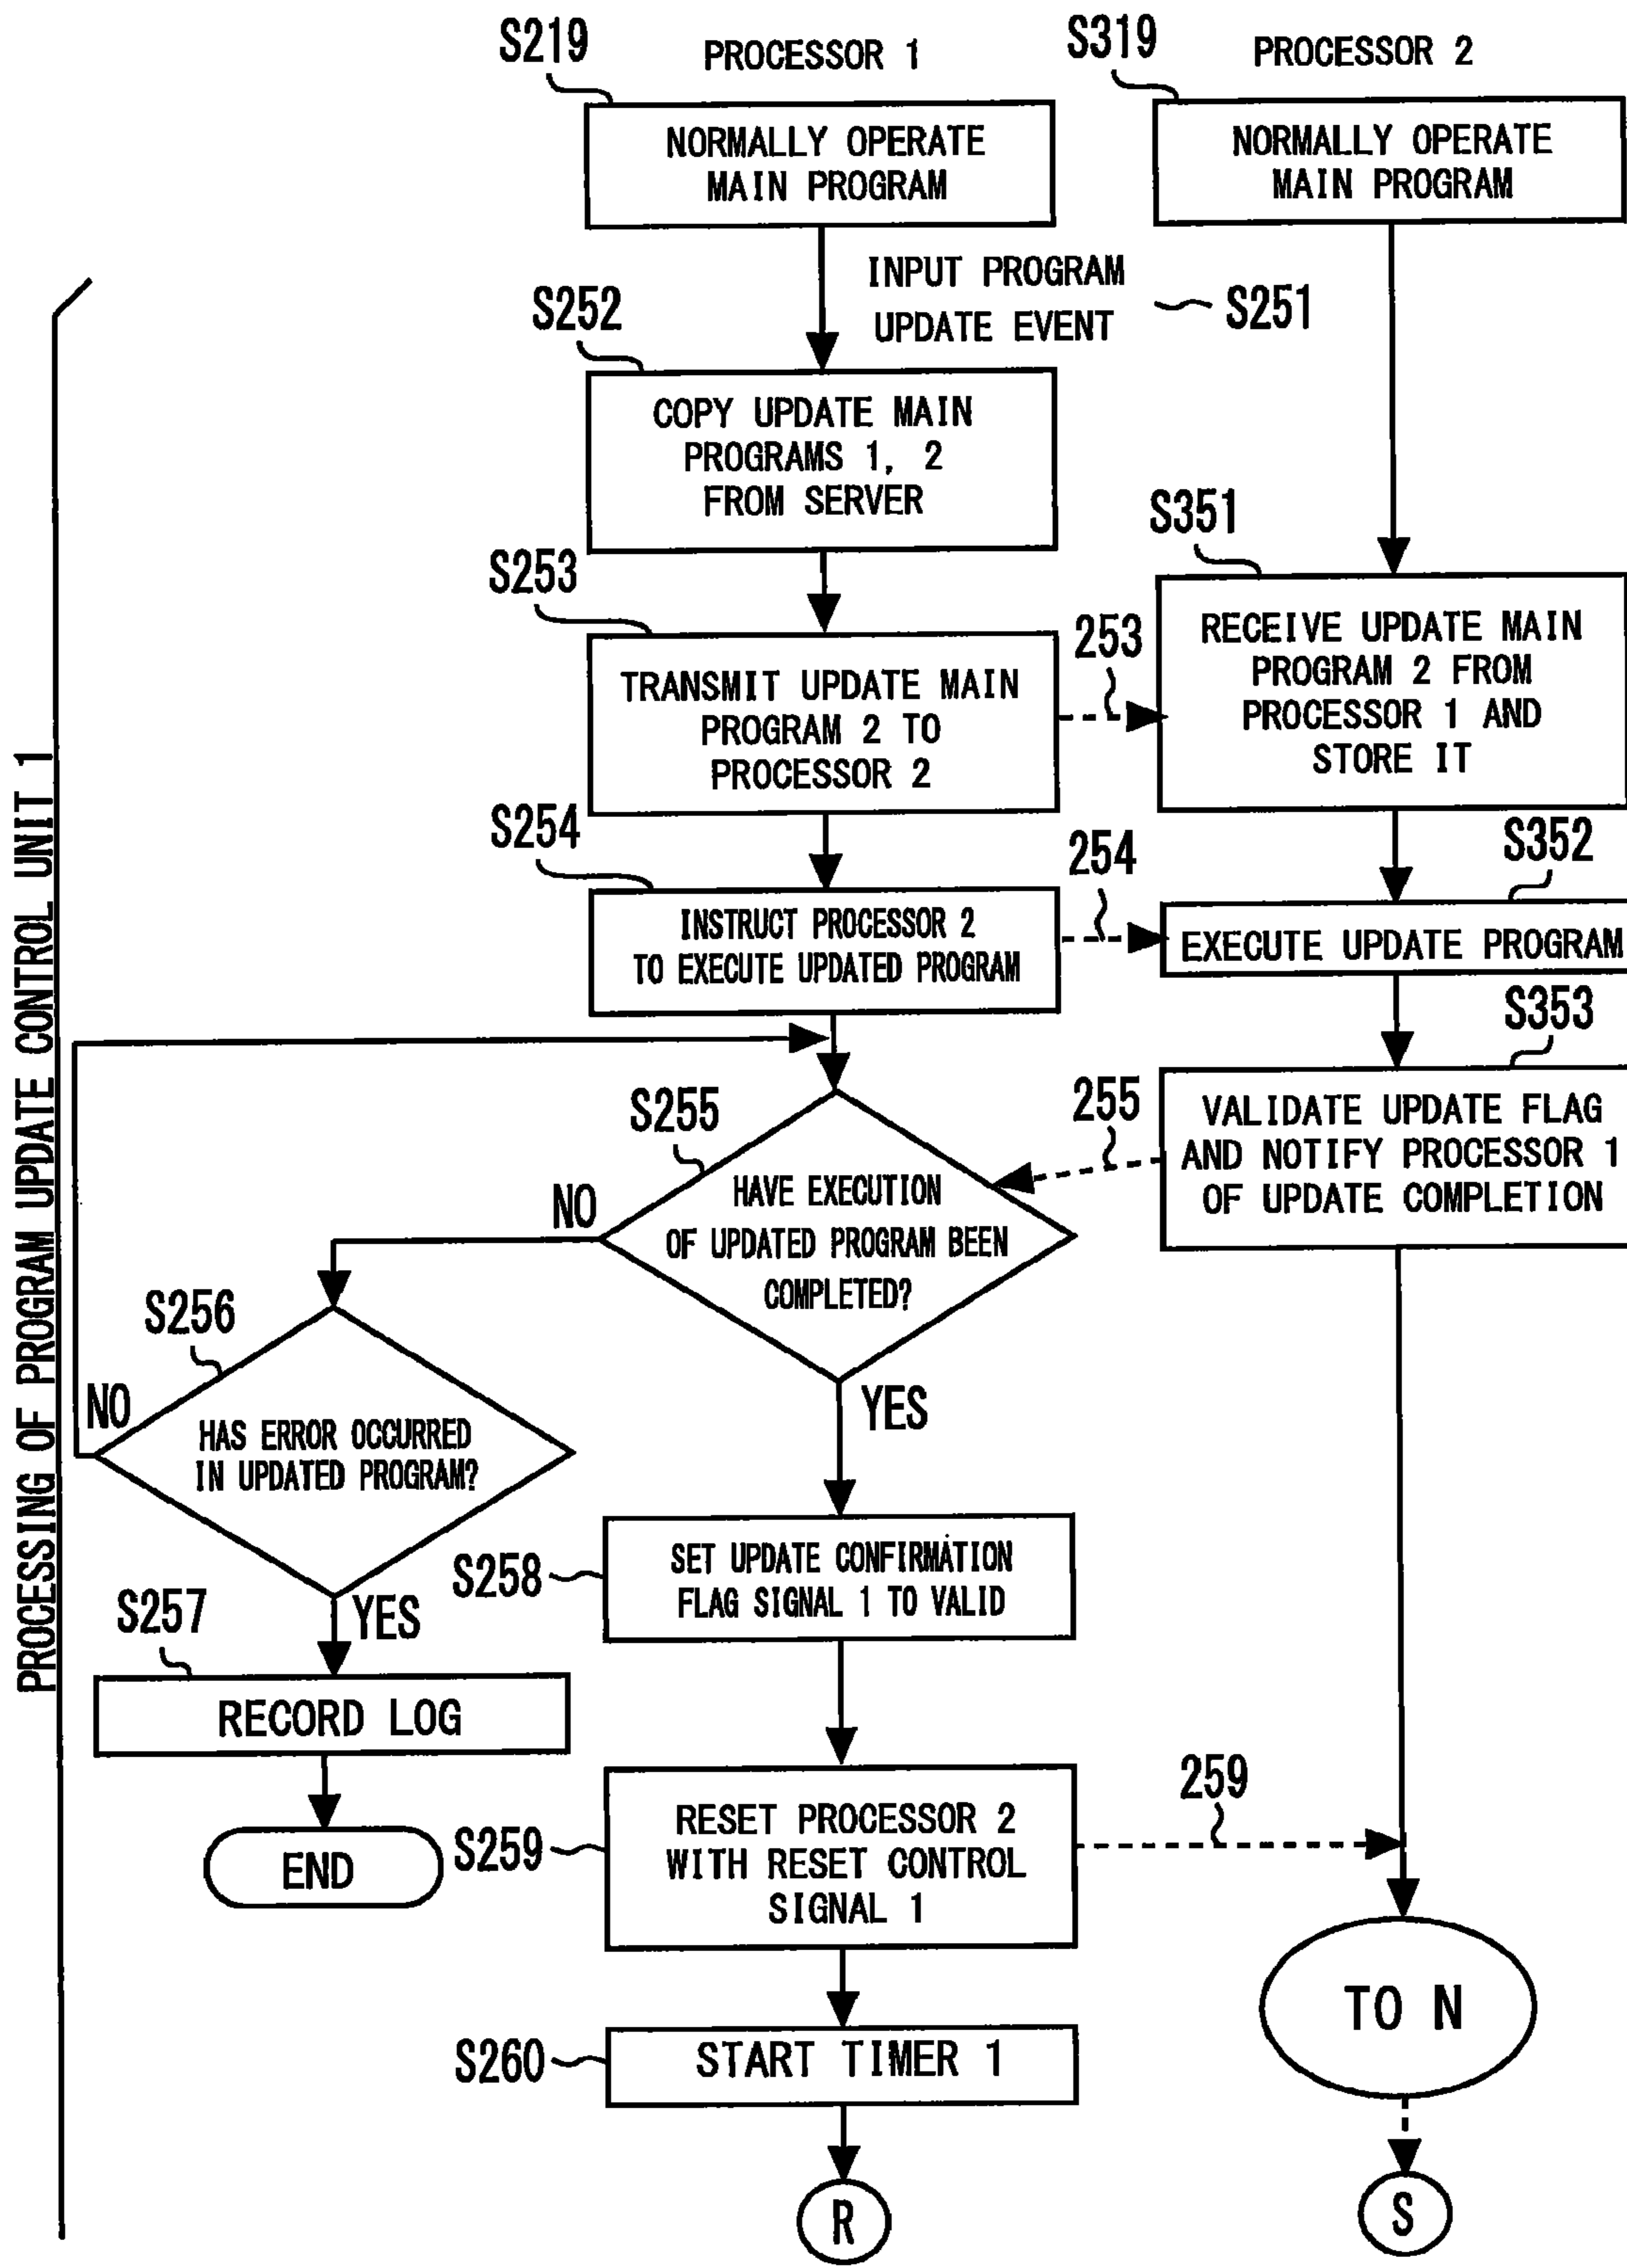 S219
PROCESSOR 1
S319
PROCESSOR 2
NORMALLY OPERATE
MAIN PROGRAM
NORMALLY OPERATE
MAIN PROGRAM
INPUT PROGRAM
UPDATE EVENT
S251
S252
COPY UPDATE MAIN
PROGRAMS 1, 2
FROM SERVER
S351
S253
RECEIVE UPDATE MAIN
PROGRAM 2 FROM
PROCESSOR 1 AND
STORE IT
253
TRANSMIT UPDATE MAIN
PROGRAM 2 TO
PROCESSOR 2
S254
254
S352
INSTRUCT PROCESSOR 2
TO EXECUTE UPDATED PROGRAM
EXECUTE UPDATE PROGRAM
S353
S255
255
VALIDATE UPDATE FLAG
AND NOTIFY PROCESSOR 1
OF UPDATE COMPLETION
HAVE EXECUTION
OF UPDATED PROGRAM BEEN
COMPLETED?
NO
YES
S256
HAS ERROR OCCURRED
IN UPDATED PROGRAM?
NO
YES
S257
RECORD LOG
END
S258
SET UPDATE CONFIRMATION
FLAG SIGNAL 1 TO VALID
S259
RESET PROCESSOR 2
WITH RESET CONTROL
SIGNAL 1
259
TO N
S260
START TIMER 1
R
S
PROCESSING OF PROGRAM UPDATE CONTROL UNIT 1